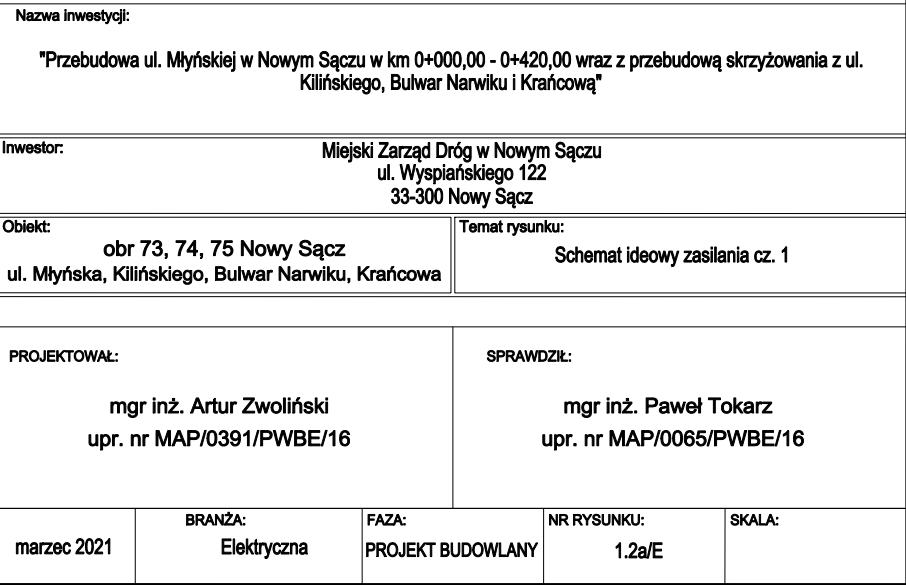 Nazwa inwestycji:
"Przebudowa ul. Młyńskiej w Nowym Sączu w km 0+000,00 - 0+420,00 wraz z przebudową skrzyżowania z ul.
Kilińskiego, Bulwar Narwiku i Krańcową"
Inwestor:
Miejski Zarząd Dróg w Nowym Sączu
ul. Wyspiańskiego 122
33-300 Nowy Sącz
Obiekt:
obr 73, 74, 75 Nowy Sącz
ul. Młyńska, Kilińskiego, Bulwar Narwiku, Krańcowa
Temat rysunku:
Schemat ideowy zasilania cz. 1
PROJEKTOWAŁ:
mgr inż. Artur Zwoliński
upr. nr MAP/0391/PWBE/16
SPRAWDZIŁ:
mgr inż. Paweł Tokarz
upr. nr MAP/0065/PWBE/16
marzec 2021
BRANŻA:
Elektryczna
FAZA:
PROJEKT BUDOWLANY
NR RYSUNKU:
1.2a/E
SKALA: